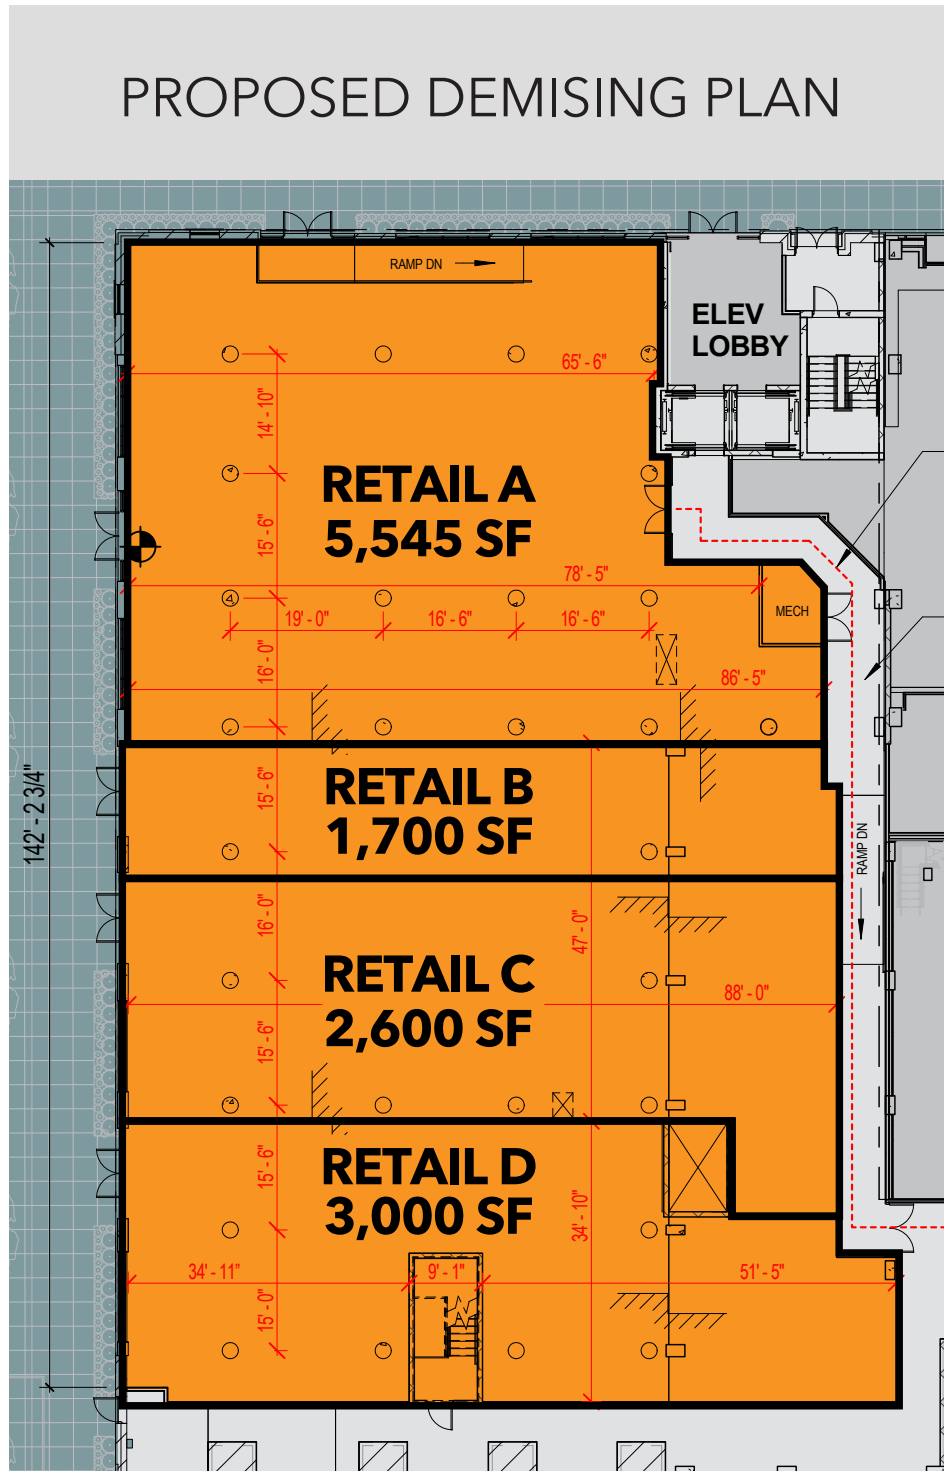 PROPOSED DEMISING PLAN
RAMP DN
ELEV
LOBBY
65' - 6"
14' - 10"
RETAIL A
5,545 SF
15' - 6"
78' - 5"
MECH
19' - 0"
16' - 6"
16' - 6"
16' - 0"
86' - 5"
142' - 2 3/4"
15' - 6"
RETAIL B
1,700 SF
RAMP DN
16' - 0"
47' - 0"
RETAIL C
2,600 SF
88' - 0"
15' - 6"
15' - 6"
RETAIL D
3,000 SF
34' - 10"
34' - 11"
9' - 1"
51' - 5"
15' - 0"